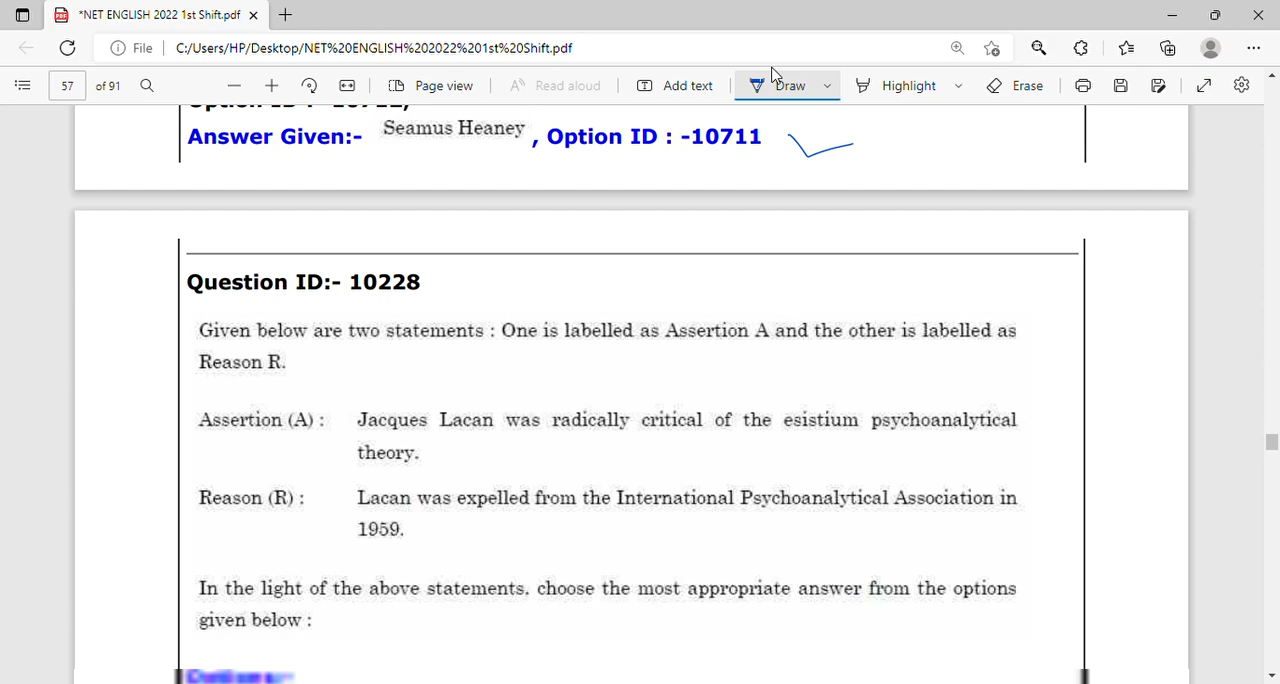 *NET ENGLISH 2022 1st Shift.pdf
File C:/Users/HP/Desktop/NET%20ENGLISH%202022%201st%20Shift.pdf
57 of 91 Page view Read aloud Add text Draw Highlight Erase
Answer Given:- Seamus Heaney , Option ID : -10711
Question ID:- 10228
Given below are two statements : One is labelled as Assertion A and the other is labelled as
Reason R.
Assertion (A) : Jacques Lacan was radically critical of the esistium psychoanalytical
theory.
Reason (R) : Lacan was expelled from the International Psychoanalytical Association in
1959.
In the light of the above statements, choose the most appropriate answer from the options
given below :